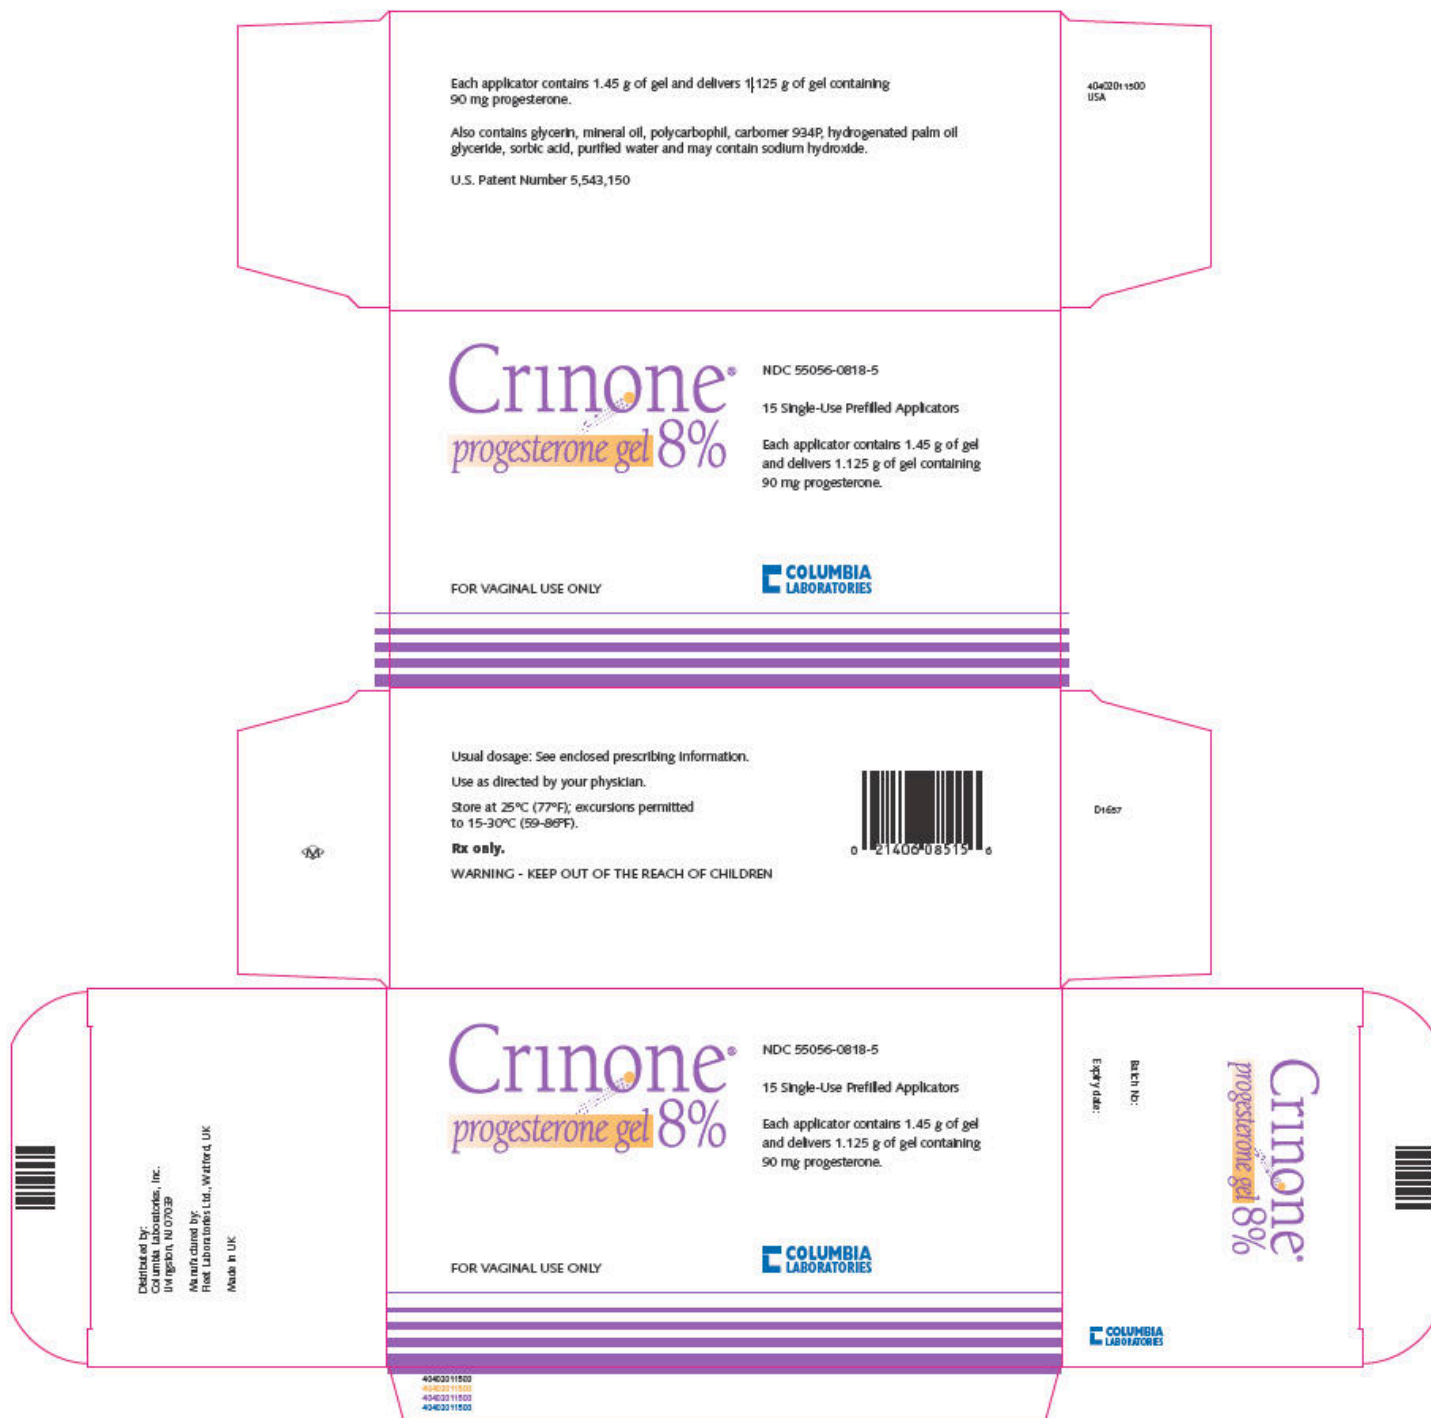 Each applicator contains 1.45 g of gel and delivers 1.125 g of gel containing
90 mg progesterone.
Also contains glycerin, mineral oil, polycarbophil, carbomer 934P, hydrogenated palm oil
glyceride, sorbic acid, purified water and may contain sodium hydroxide.
U.S. Patent Number 5,543,150
40402011500
USA
Crinone®
progesterone gel 8%
NDC 55056-0818-5
15 Single-Use Prefilled Applicators
Each applicator contains 1.45 g of gel
and delivers 1.125 g of gel containing
90 mg progesterone.
FOR VAGINAL USE ONLY
COLUMBIA
LABORATORIES
Usual dosage: See enclosed prescribing information.
Use as directed by your physician.
Store at 25°C (77°F); excursions permitted
to 15-30°C (59-86°F).
Rx only.
WARNING - KEEP OUT OF THE REACH OF CHILDREN
0 21406 08515 6
M
D1657
Distributed by:
Columbia Laboratories, Inc.
Livingston, NJ 07039
Manufactured by:
Fleet Laboratories Ltd., Watford, UK
Made in UK
Crinone®
progesterone gel 8%
NDC 55056-0818-5
15 Single-Use Prefilled Applicators
Each applicator contains 1.45 g of gel
and delivers 1.125 g of gel containing
90 mg progesterone.
FOR VAGINAL USE ONLY
COLUMBIA
LABORATORIES
Batch No:
Expiry date:
Crinone®
progesterone gel 8%
COLUMBIA
LABORATORIES
40402011500
40402011500
40402011500
40402011500